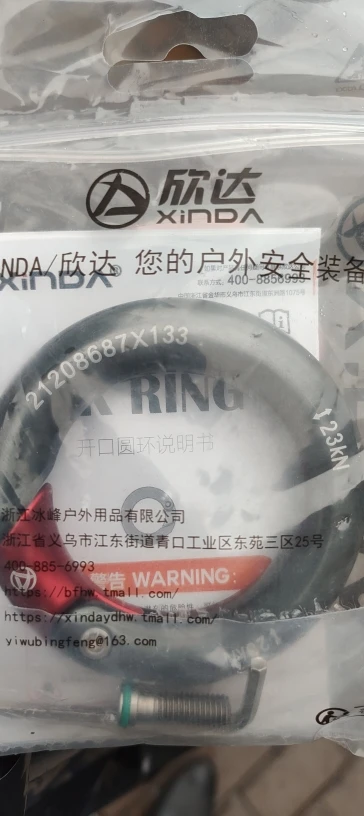 欣达
XINDA
NDA/欣达 您的户外安全装备
XINDA®
400-8856993
21208687X133
RING
23kN
开口圆环说明书
浙江冰峰户外用品有限公司
浙江省义乌市江东街道青口工业区东苑三区25号
400-885-6993
警告 WARNING:
https://bfhw.tmall.com/
https://xindaydhw.tmall.com/
yiwubingfeng@163.com